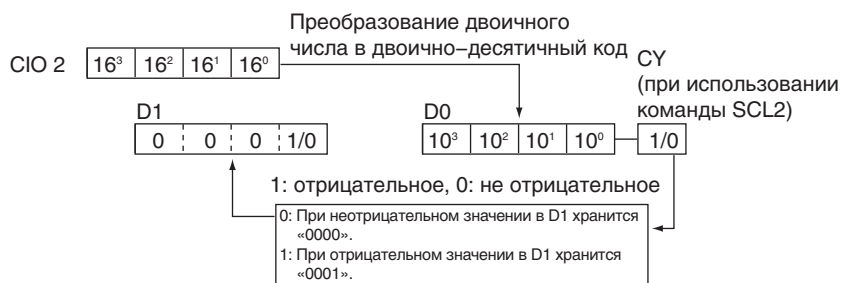 Преобразование двоичного
числа в двоично–десятичный код
CY
(при использовании
команды SCL2)
CIO 2 16³ 16² 16¹ 16⁰
D1 D0
0 0 0 1/0 10³ 10² 10¹ 10⁰ 1/0
1: отрицательное, 0: не отрицательное
0: При неотрицательном значении в D1 хранится
«0000».
1: При отрицательном значении в D1 хранится
«0001».